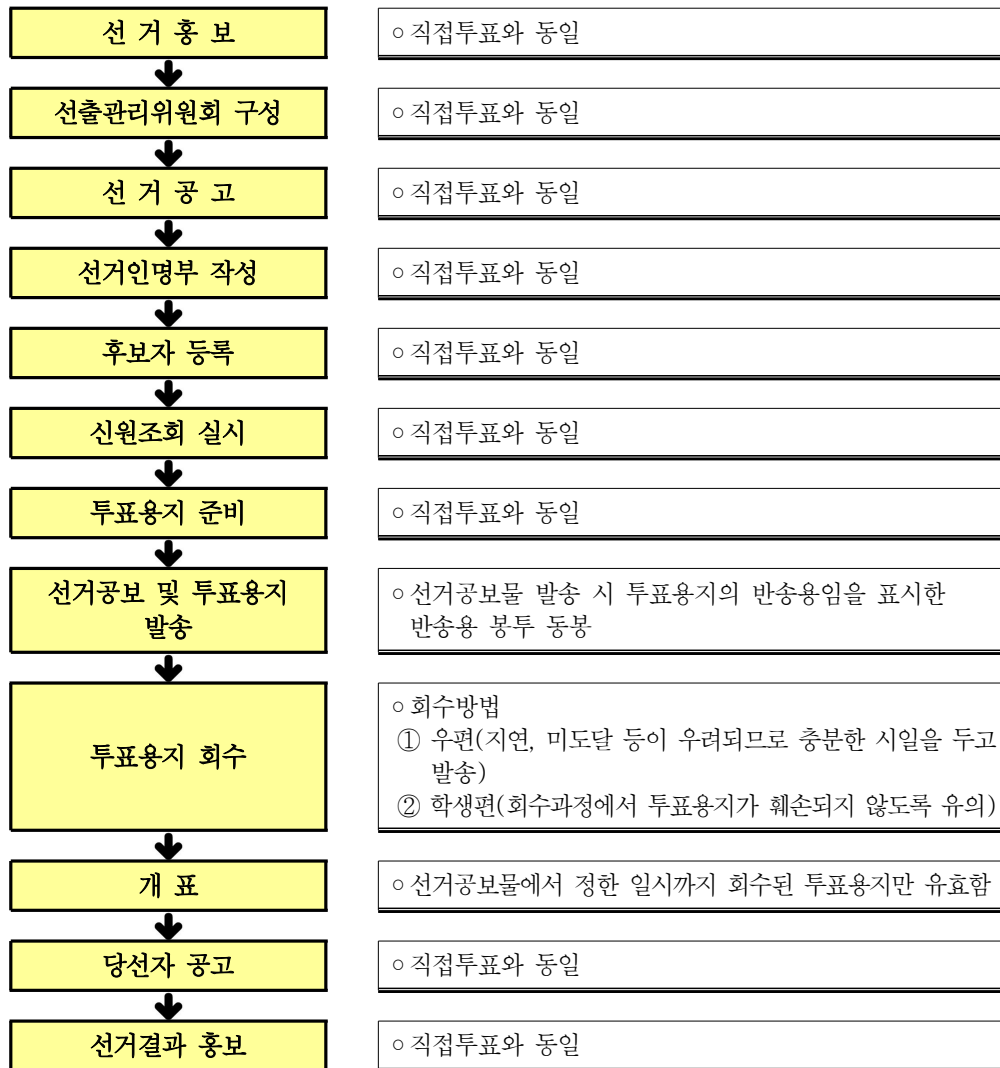 선 거 홍 보
○ 직접투표와 동일
선출관리위원회 구성
○ 직접투표와 동일
선 거 공 고
○ 직접투표와 동일
선거인명부 작성
○ 직접투표와 동일
후보자 등록
○ 직접투표와 동일
신원조회 실시
○ 직접투표와 동일
투표용지 준비
○ 직접투표와 동일
선거공보 및 투표용지
발송
○ 선거공보물 발송 시 투표용지의 반송용임을 표시한
반송용 봉투 동봉
투표용지 회수
○ 회수방법
① 우편(지연, 미도달 등이 우려되므로 충분한 시일을 두고
발송)
② 학생편(회수과정에서 투표용지가 훼손되지 않도록 유의)
개 표
○ 선거공보물에서 정한 일시까지 회수된 투표용지만 유효함
당선자 공고
○ 직접투표와 동일
선거결과 홍보
○ 직접투표와 동일